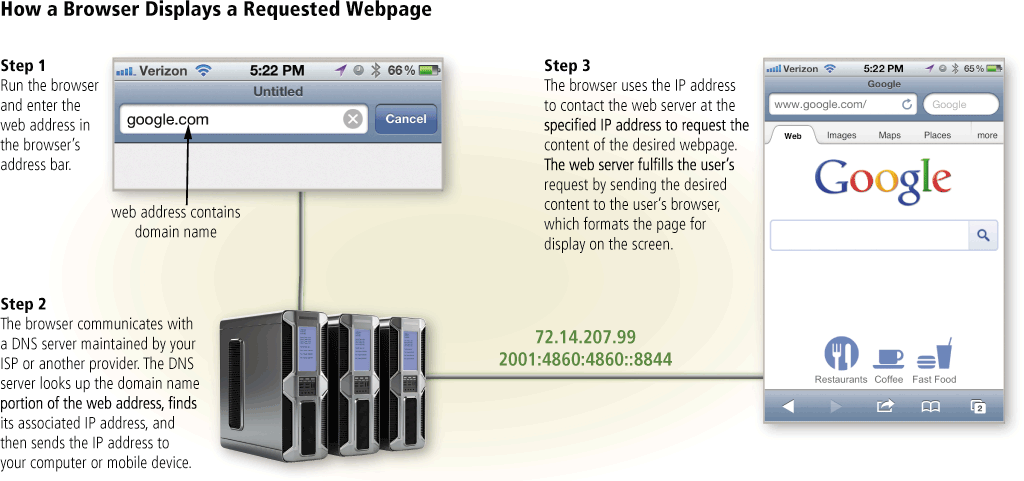 How a Browser Displays a Requested Webpage
Step 1
Run the browser
and enter the
web address in
the browser's
address bar.
Verizon 5:22 PM 66%
Untitled
google.com
Cancel
web address contains
domain name
Step 2
The browser communicates with
a DNS server maintained by your
ISP or another provider. The DNS
server looks up the domain name
portion of the web address, finds
its associated IP address, and
then sends the IP address to
your computer or mobile device.
72.14.207.99
2001:4860:4860::8844
Step 3
The browser uses the IP address
to contact the web server at the
specified IP address to request the
content of the desired webpage.
The web server fulfills the user's
request by sending the desired
content to the user's browser,
which formats the page for
display on the screen.
Verizon 5:22 PM 65%
Google
www.google.com/ Google
Web Images Maps Places more
Google
Restaurants Coffee Fast Food
2